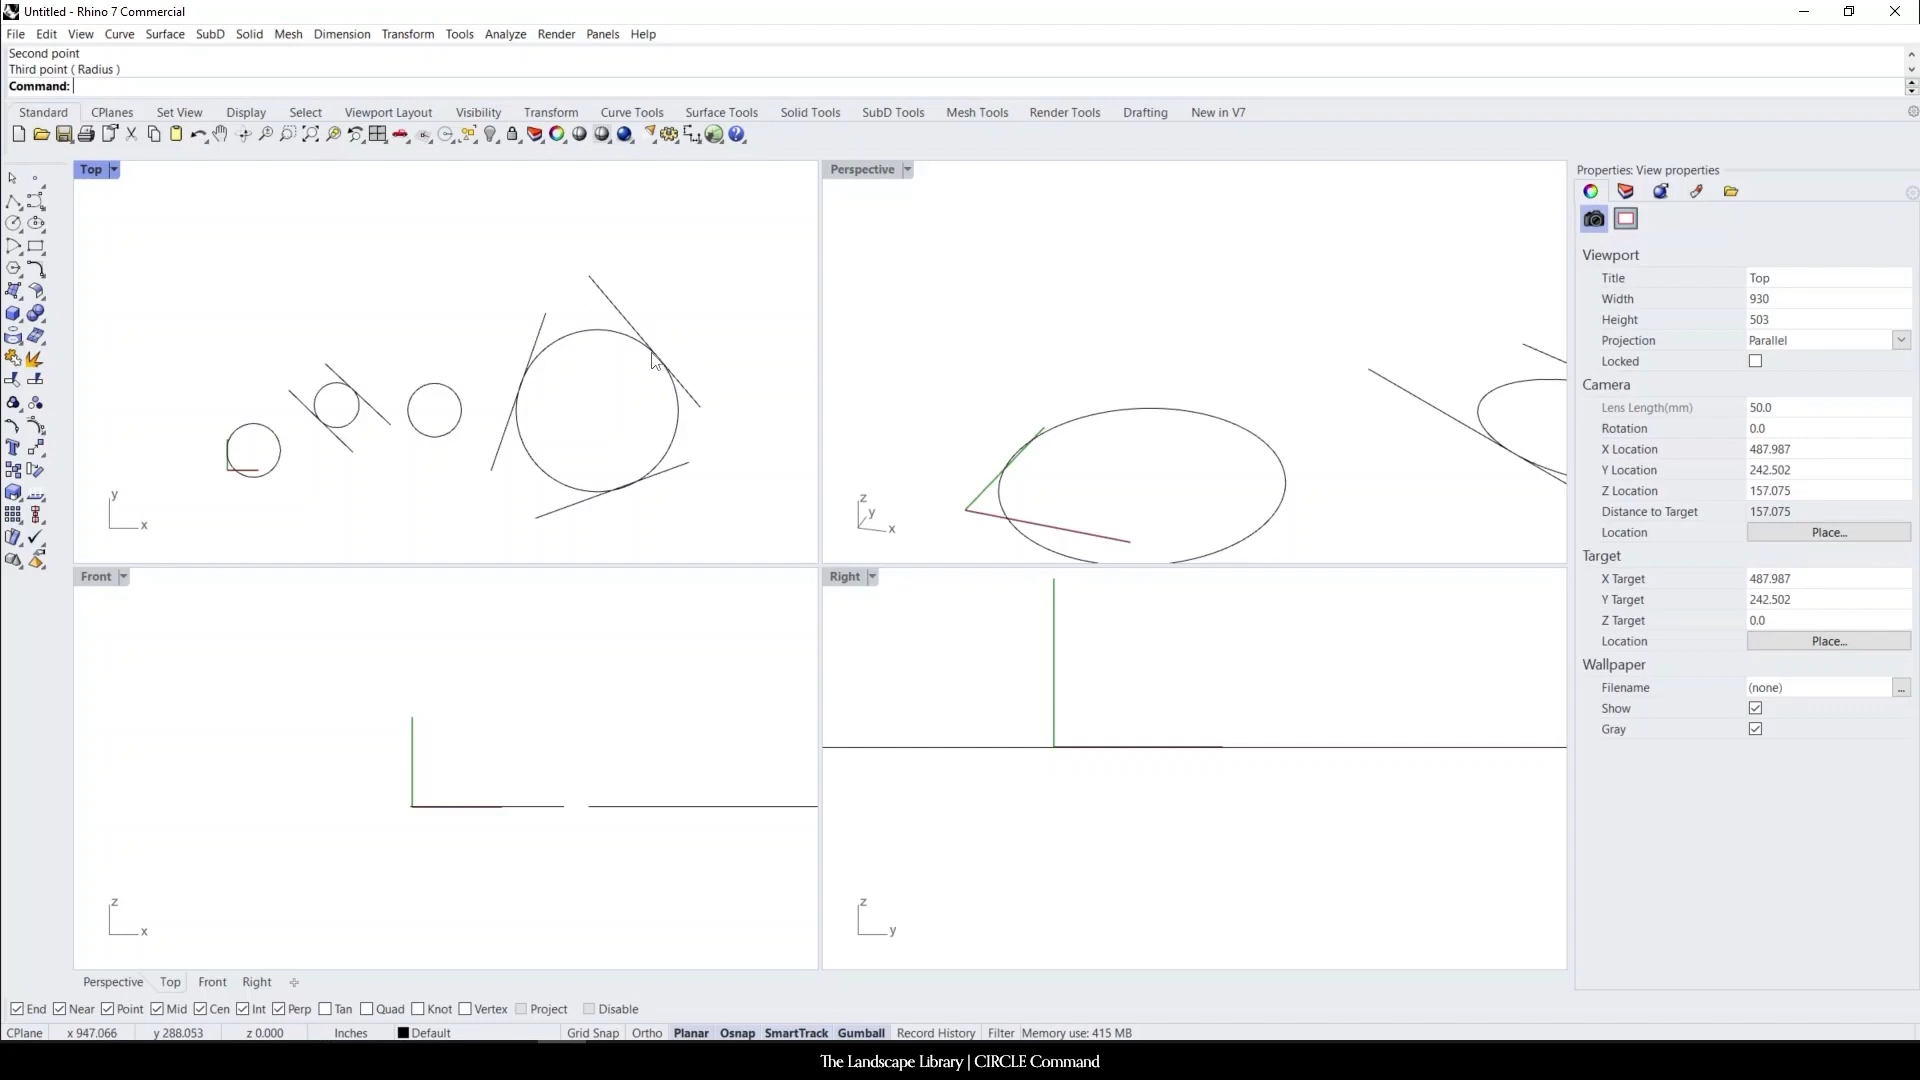 Untitled - Rhino 7 Commercial
File Edit View Curve Surface SubD Solid Mesh Dimension Transform Tools Analyze Render Panels Help
Second point
Third point ( Radius )
Command:
Standard CPlanes Set View Display Select Viewport Layout Visibility Transform Curve Tools Surface Tools Solid Tools SubD Tools Mesh Tools Render Tools Drafting New in V7
Top
y
x
Perspective
z
y
x
Front
z
x
Right
z
y
Properties: View properties
Viewport
Title Top
Width 930
Height 503
Projection Parallel
Locked
Camera
Lens Length(mm) 50.0
Rotation 0.0
X Location 487.987
Y Location 242.502
Z Location 157.075
Distance to Target 157.075
Location Place...
Target
X Target 487.987
Y Target 242.502
Z Target 0.0
Location Place...
Wallpaper
Filename (none) ...
Show
Gray
Perspective Top Front Right
End Near Point Mid Cen Int Perp Tan Quad Knot Vertex Project Disable
CPlane x 947.066 y 288.053 z 0.000 Inches Default Grid Snap Ortho Planar Osnap SmartTrack Gumball Record History Filter Memory use: 415 MB
The Landscape Library | CIRCLE Command